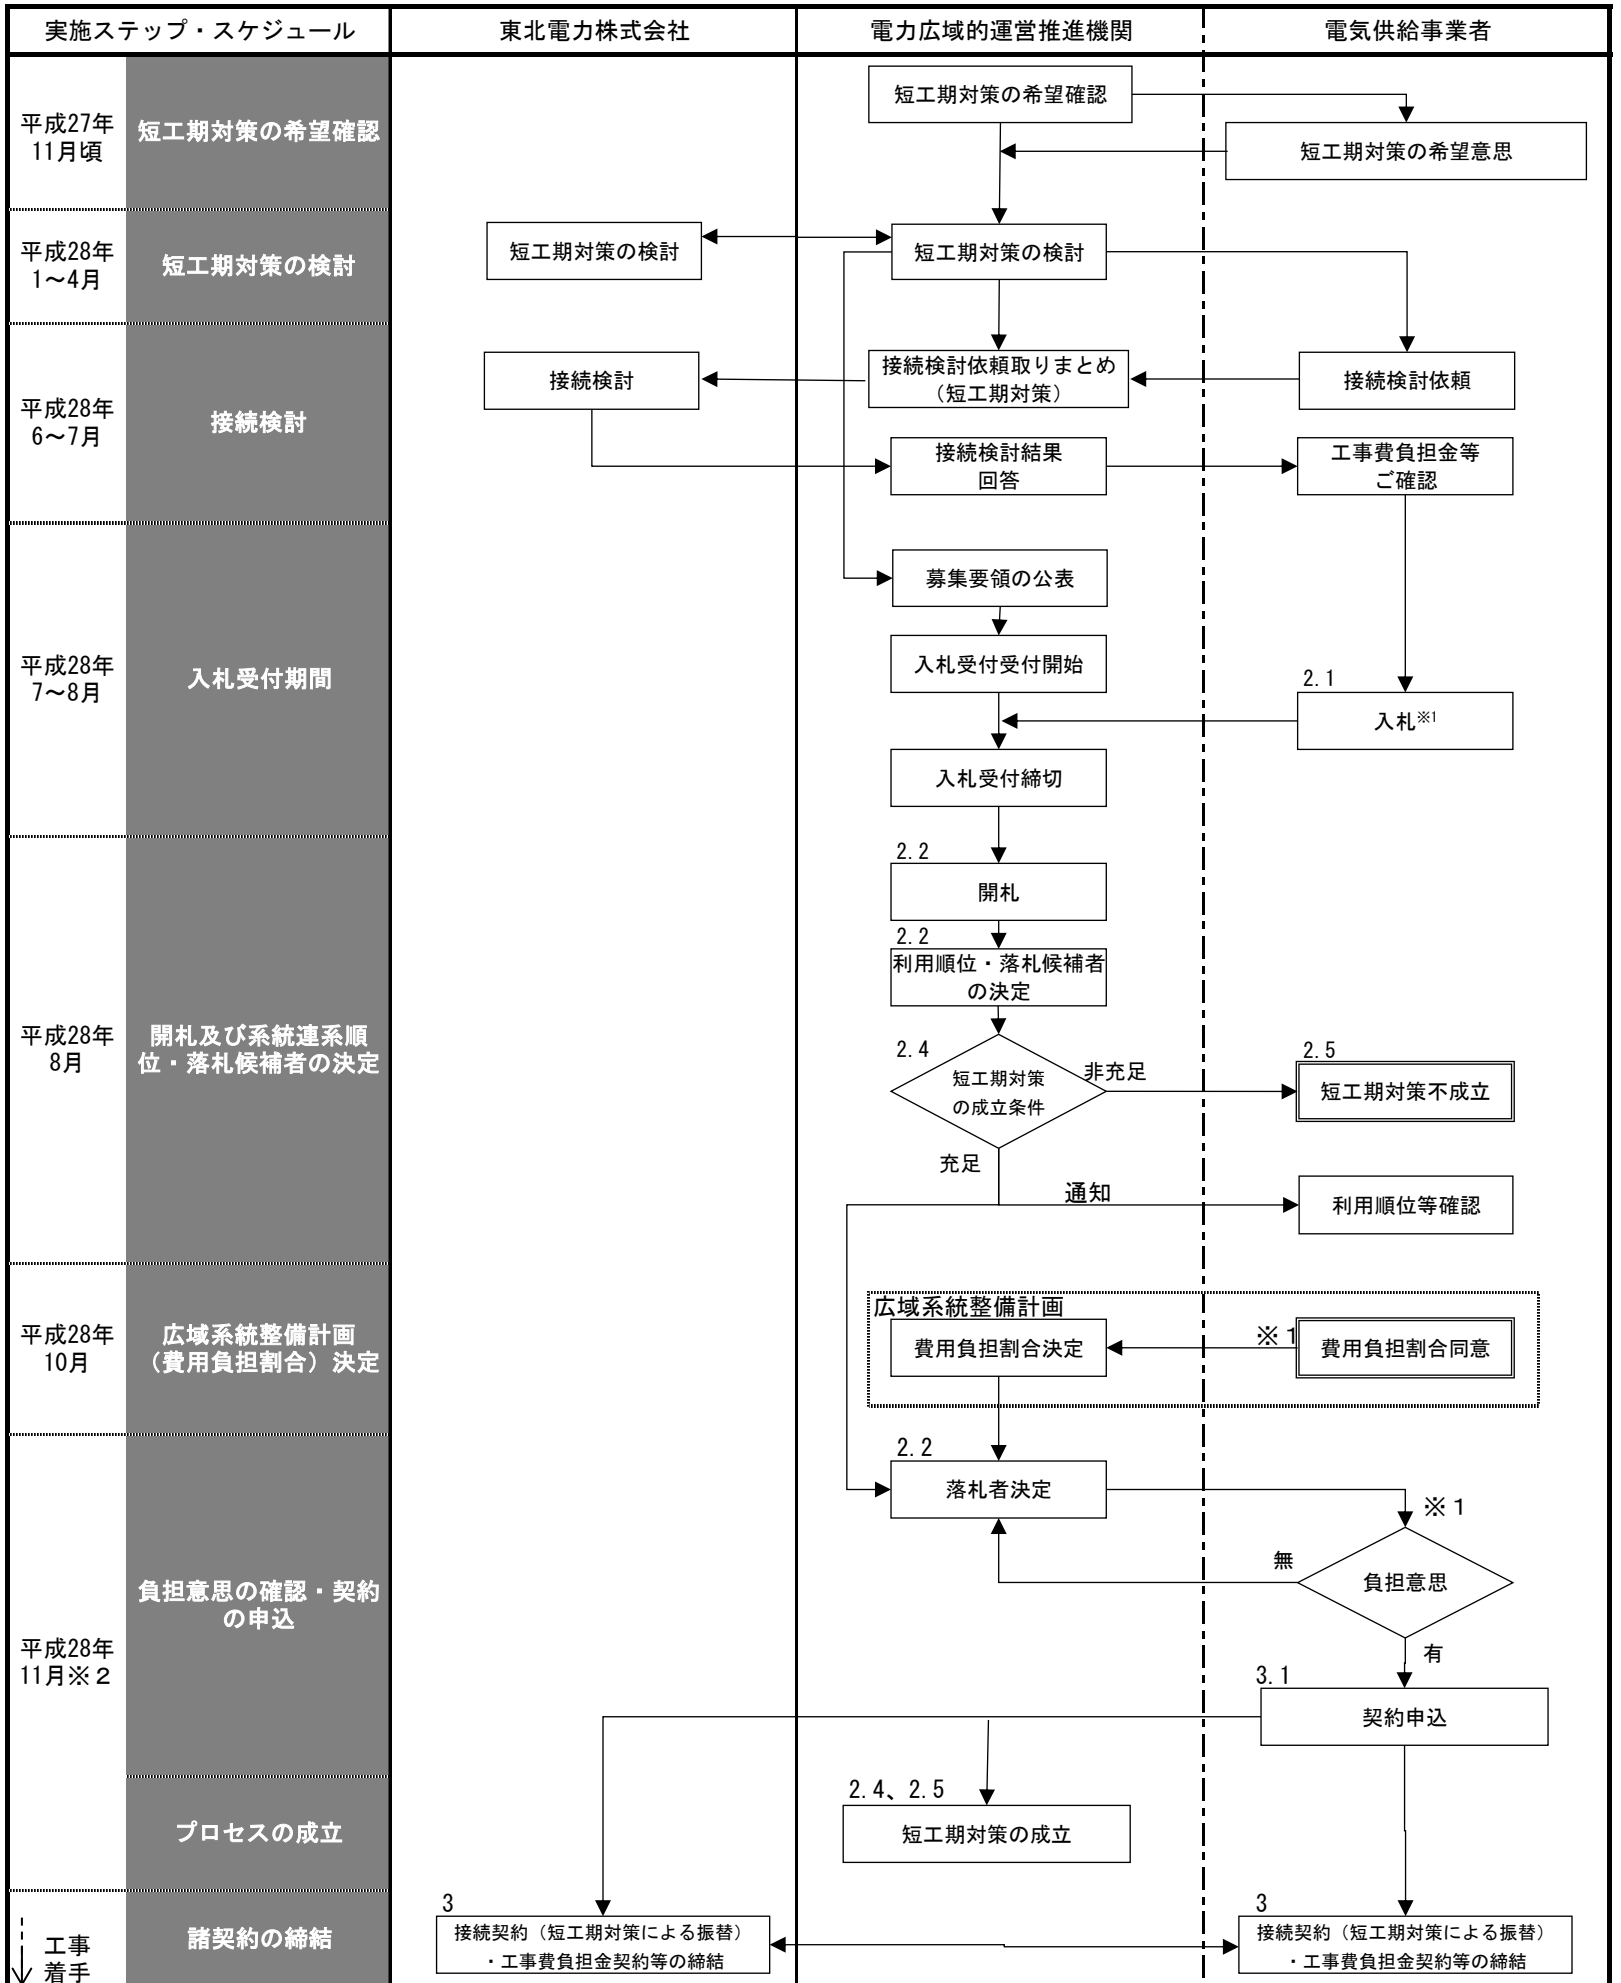 実施ステップ・スケジュール
東北電力株式会社
電力広域的運営推進機関
電気供給事業者
平成27年
11月頃
短工期対策の希望確認
短工期対策の希望確認
短工期対策の希望意思
平成28年
1～4月
短工期対策の検討
短工期対策の検討
短工期対策の検討
平成28年
6～7月
接続検討
接続検討
接続検討依頼取りまとめ
（短工期対策）
接続検討依頼
接続検討結果
回答
工事費負担金等
ご確認
平成28年
7～8月
入札受付期間
募集要領の公表
入札受付受付開始
2.1
入札※1
入札受付締切
平成28年
8月
開札及び系統連系順
位・落札候補者の決定
2.2
開札
2.2
利用順位・落札候補者
の決定
2.4
短工期対策
の成立条件
非充足
2.5
短工期対策不成立
充足
通知
利用順位等確認
平成28年
10月
広域系統整備計画
（費用負担割合）決定
広域系統整備計画
費用負担割合決定
※１
費用負担割合同意
平成28年
11月※２
負担意思の確認・契約
の申込
2.2
落札者決定
※１
無
負担意思
有
3.1
契約申込
プロセスの成立
2.4、2.5
短工期対策の成立
工事
着手
諸契約の締結
3
接続契約（短工期対策による振替）
・工事費負担金契約等の締結
3
接続契約（短工期対策による振替）
・工事費負担金契約等の締結